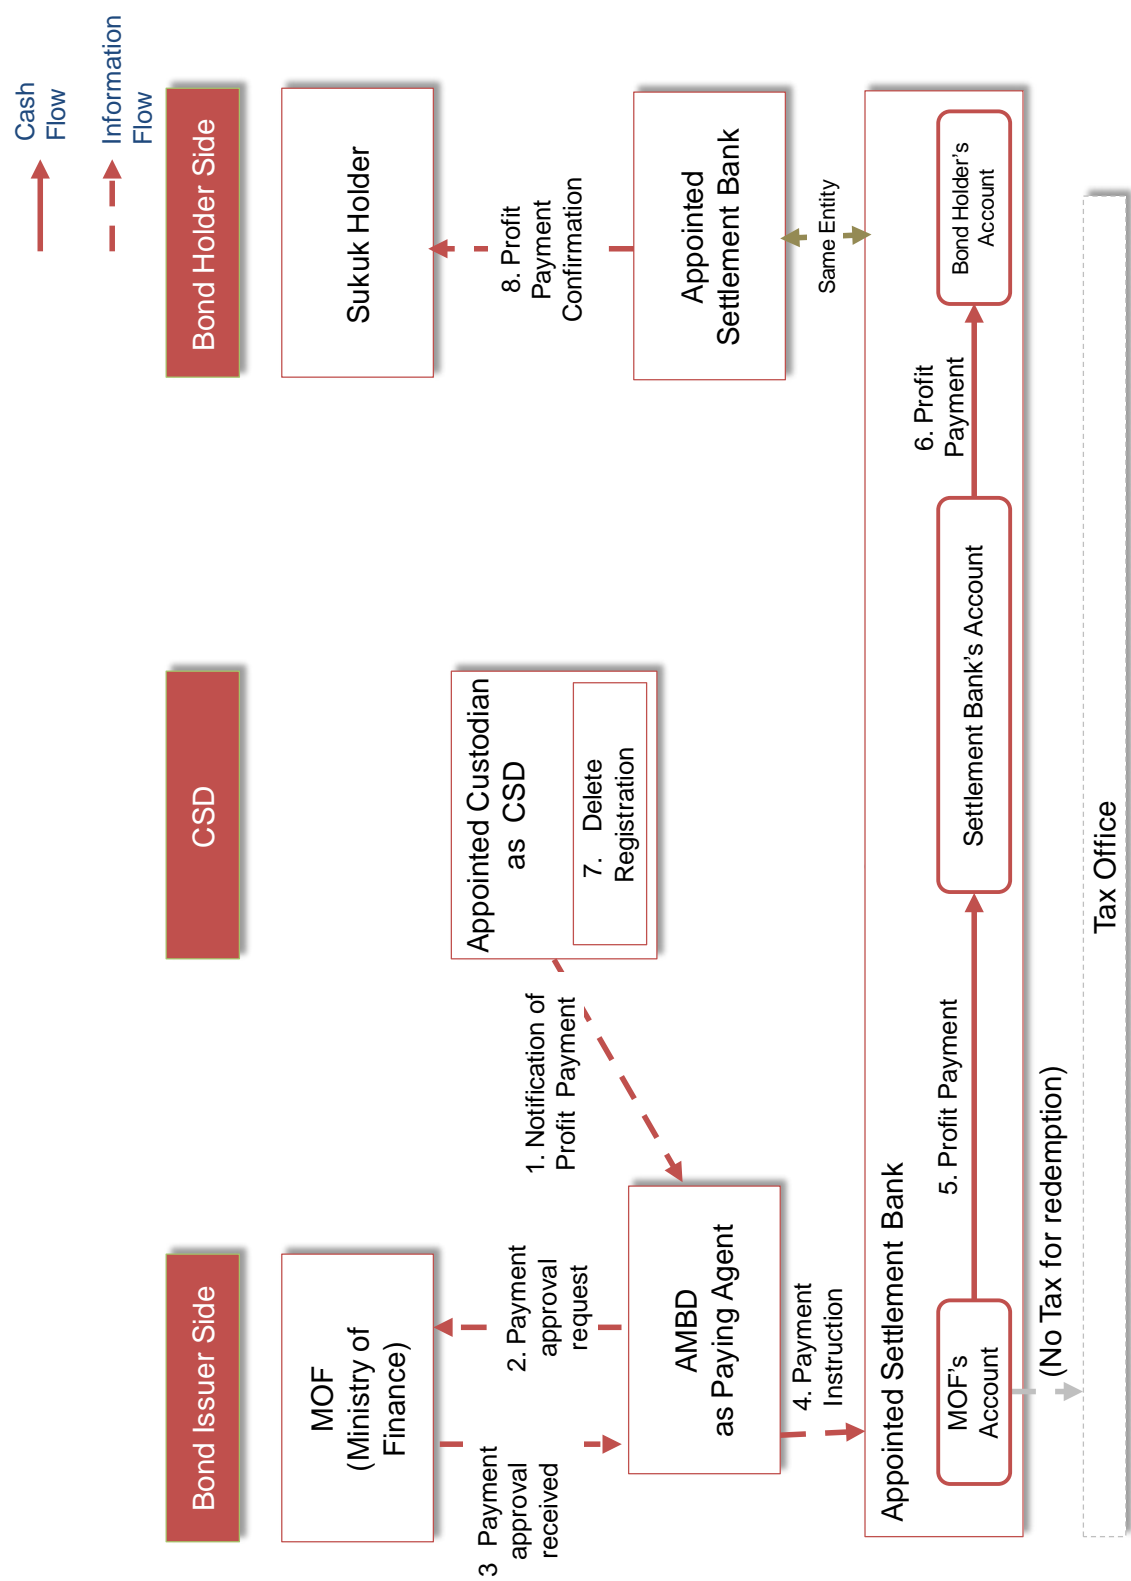 Cash
Flow
Information
Flow
Bond Issuer Side
CSD
Bond Holder Side
MOF
(Ministry of
Finance)
Sukuk Holder
3  Payment
approval
received
2. Payment
approval
request
1. Notification of
Profit  Payment
Appointed Custodian
as  CSD
7.   Delete
Registration
8. Profit
Payment
Confirmation
AMBD
as Paying Agent
Appointed
Settlement Bank
4. Payment
Instruction
Same Entity
Appointed Settlement Bank
MOF's
Account
5. Profit Payment
Settlement Bank's Account
6. Profit
Payment
Bond Holder's
Account
(No Tax for redemption)
Tax Office